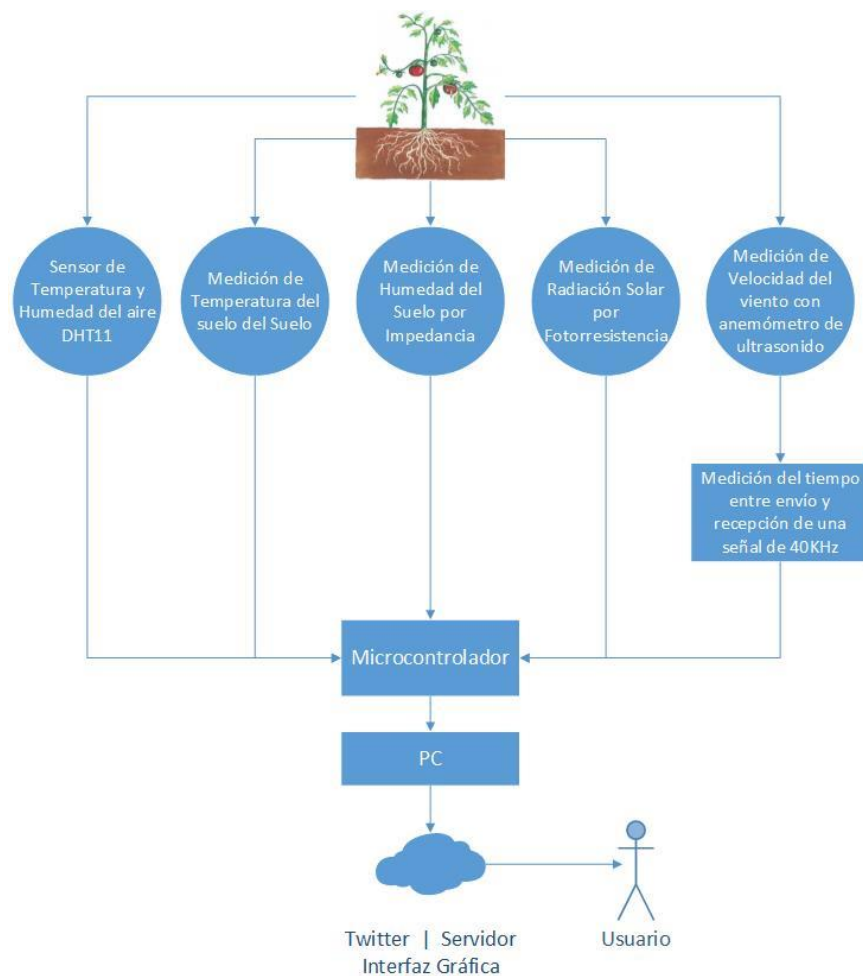 Sensor de
Temperatura y
Humedad del aire
DHT11
Medición de
Temperatura del
suelo del Suelo
Medición de
Humedad del
Suelo por
Impedancia
Medición de
Radiación Solar
por
Fotorresistencia
Medición de
Velocidad del
viento con
anemómetro de
ultrasonido
Medición del tiempo
entre envío y
recepción de una
señal de 40KHz
Microcontrolador
PC
Twitter | Servidor
Interfaz Gráfica
Usuario